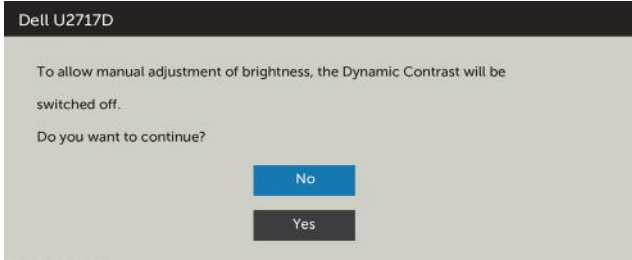 Dell U2717D
To allow manual adjustment of brightness, the Dynamic Contrast will be
switched off.
Do you want to continue?
No
Yes